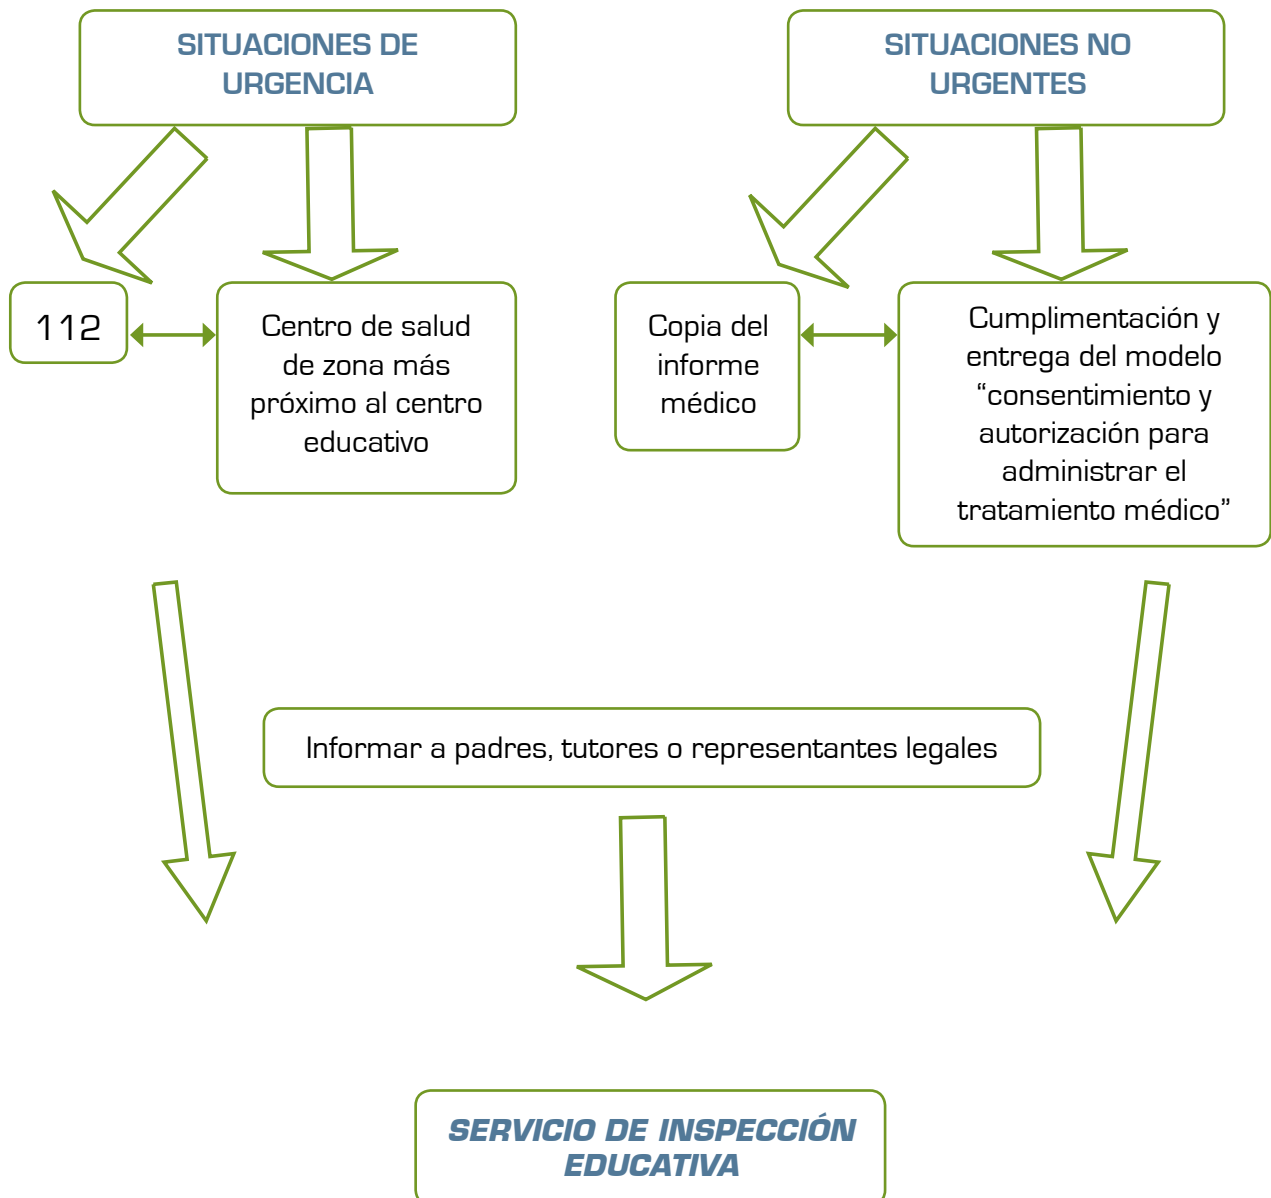 SITUACIONES DE
URGENCIA
SITUACIONES NO
URGENTES
112
Centro de salud
de zona más
próximo al centro
educativo
Copia del
informe
médico
Cumplimentación y
entrega del modelo
“consentimiento y
autorización para
administrar el
tratamiento médico”
Informar a padres, tutores o representantes legales
SERVICIO DE INSPECCIÓN
EDUCATIVA